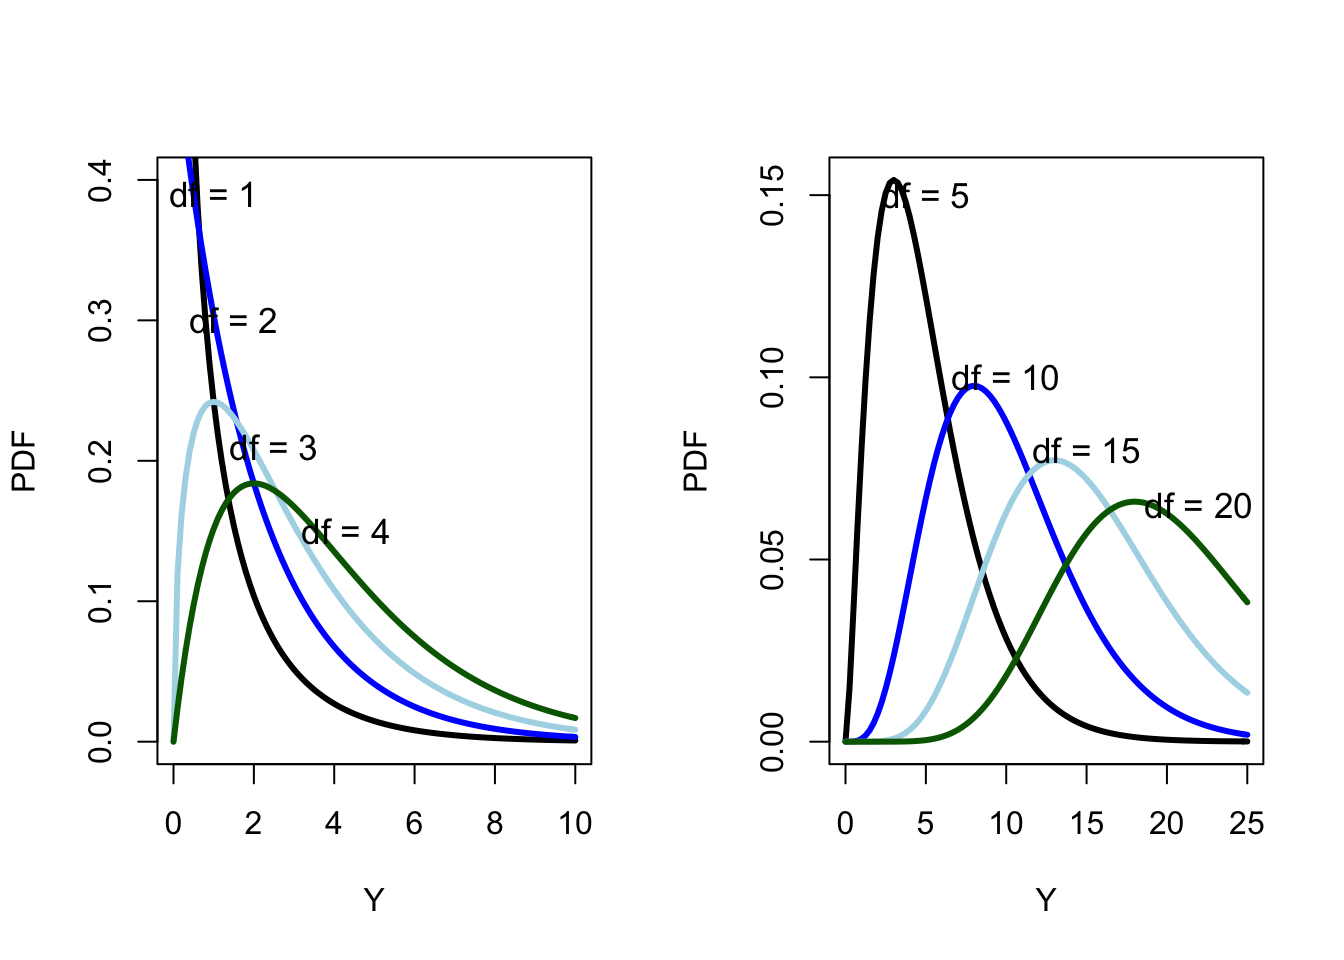 PDF
0.4
0.3
0.2
0.1
0.0
df = 1
df = 2
df = 3
df = 4
0 2 4 6 8 10
Y
PDF
0.15
0.10
0.05
0.00
df = 5
df = 10
df = 15
df = 20
0 5 10 15 20 25
Y